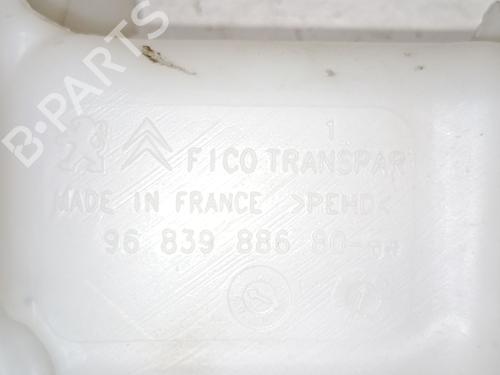 B-PARTS
1
FICO TRANSPAR
MADE IN FRANCE >PEHD<
96 839 886 80